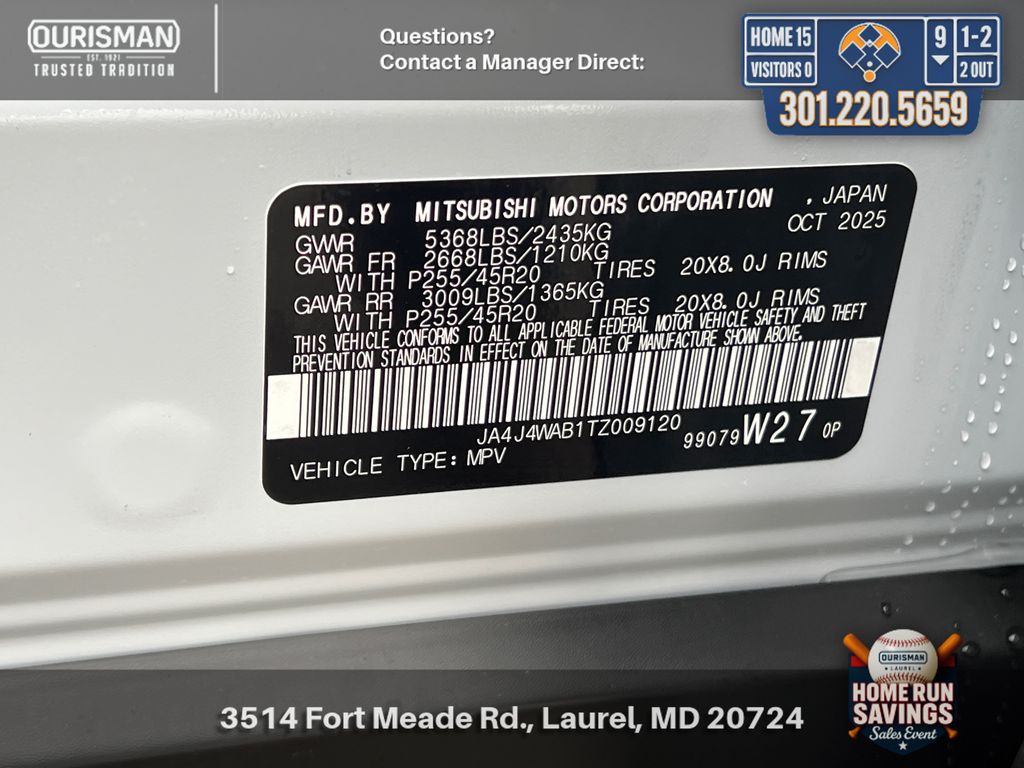 OURISMAN
EST. 1921
TRUSTED TRADITION
Questions?
Contact a Manager Direct:
HOME 15
VISITORS 0
9
1-2
2 OUT
301.220.5659
MFD.BY MITSUBISHI MOTORS CORPORATION , JAPAN
OCT 2025
GVWR 5368LBS/2435KG
GAWR FR 2668LBS/1210KG
WITH P255/45R20 TIRES 20X8.0J RIMS
GAWR RR 3009LBS/1365KG
WITH P255/45R20 TIRES 20X8.0J RIMS
THIS VEHICLE CONFORMS TO ALL APPLICABLE FEDERAL MOTOR VEHICLE SAFETY AND THEFT
PREVENTION STANDARDS IN EFFECT ON THE DATE OF MANUFACTURE SHOWN ABOVE.
JA4J4WAB1TZ009120
99079 W27 0P
VEHICLE TYPE: MPV
OURISMAN
LAUREL
HOME RUN
SAVINGS
Sales Event
3514 Fort Meade Rd., Laurel, MD 20724